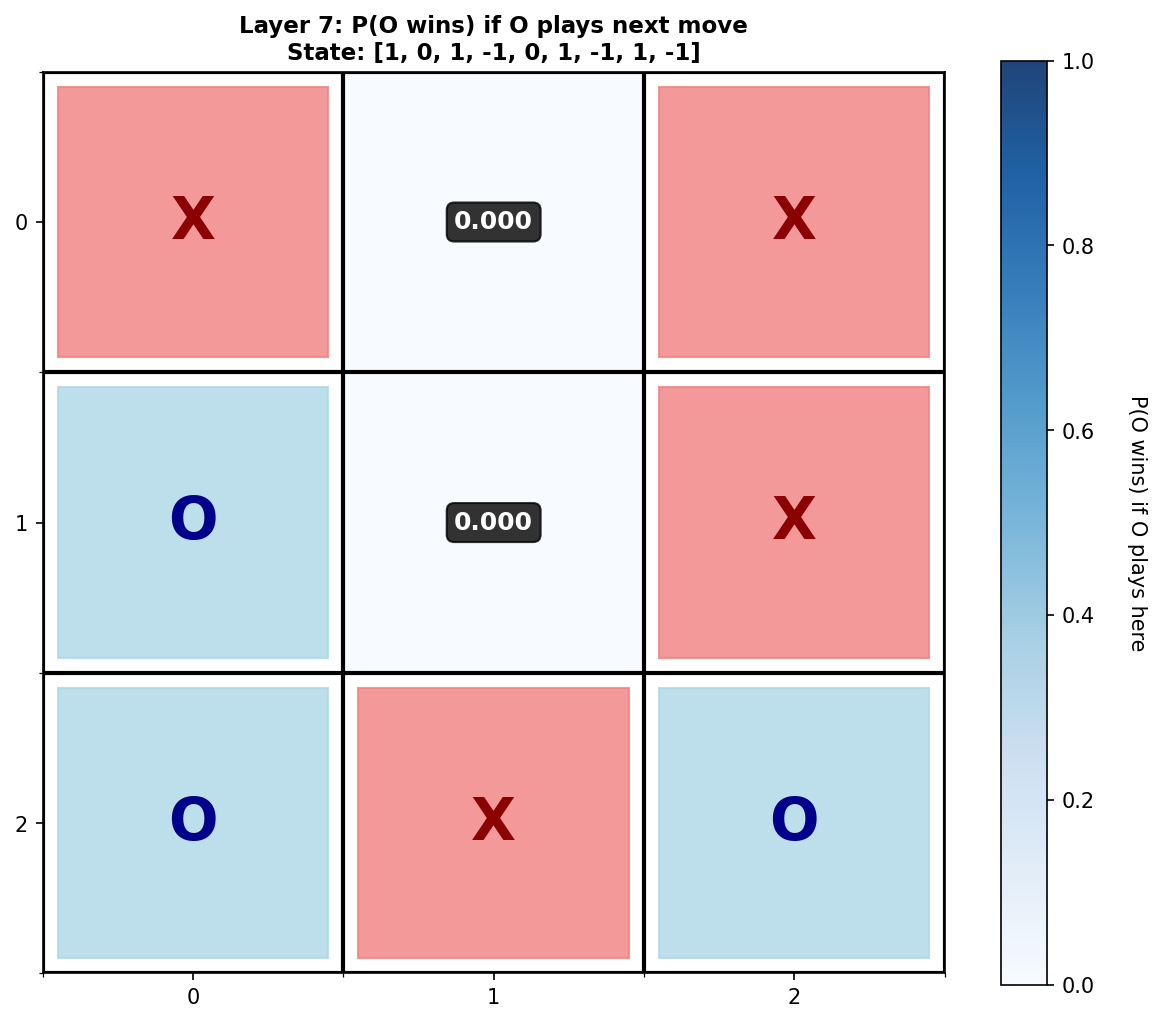 Layer 7: P(O wins) if O plays next move
State: [1, 0, 1, -1, 0, 1, -1, 1, -1]
X 0.000 X
O 0.000 X
O X O
0
1
2
0 1 2
1.0
0.8
0.6
0.4
0.2
0.0
P(O wins) if O plays here